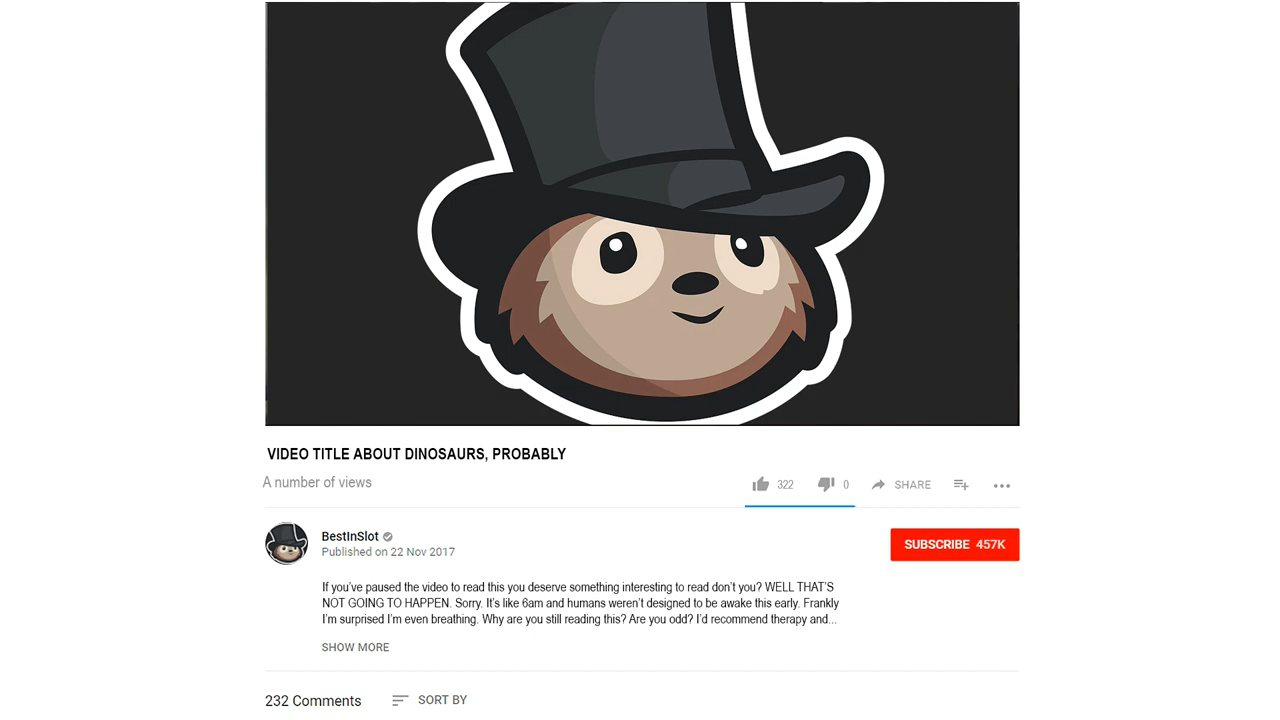 VIDEO TITLE ABOUT DINOSAURS, PROBABLY
A number of views
322 0 SHARE
BestInSlot
Published on 22 Nov 2017
SUBSCRIBE 457K
If you've paused the video to read this you deserve something interesting to read don't you? WELL THAT'S
NOT GOING TO HAPPEN. Sorry. It's like 6am and humans weren't designed to be awake this early. Frankly
I'm surprised I'm even breathing. Why are you still reading this? Are you odd? I'd recommend therapy and...
SHOW MORE
232 Comments SORT BY